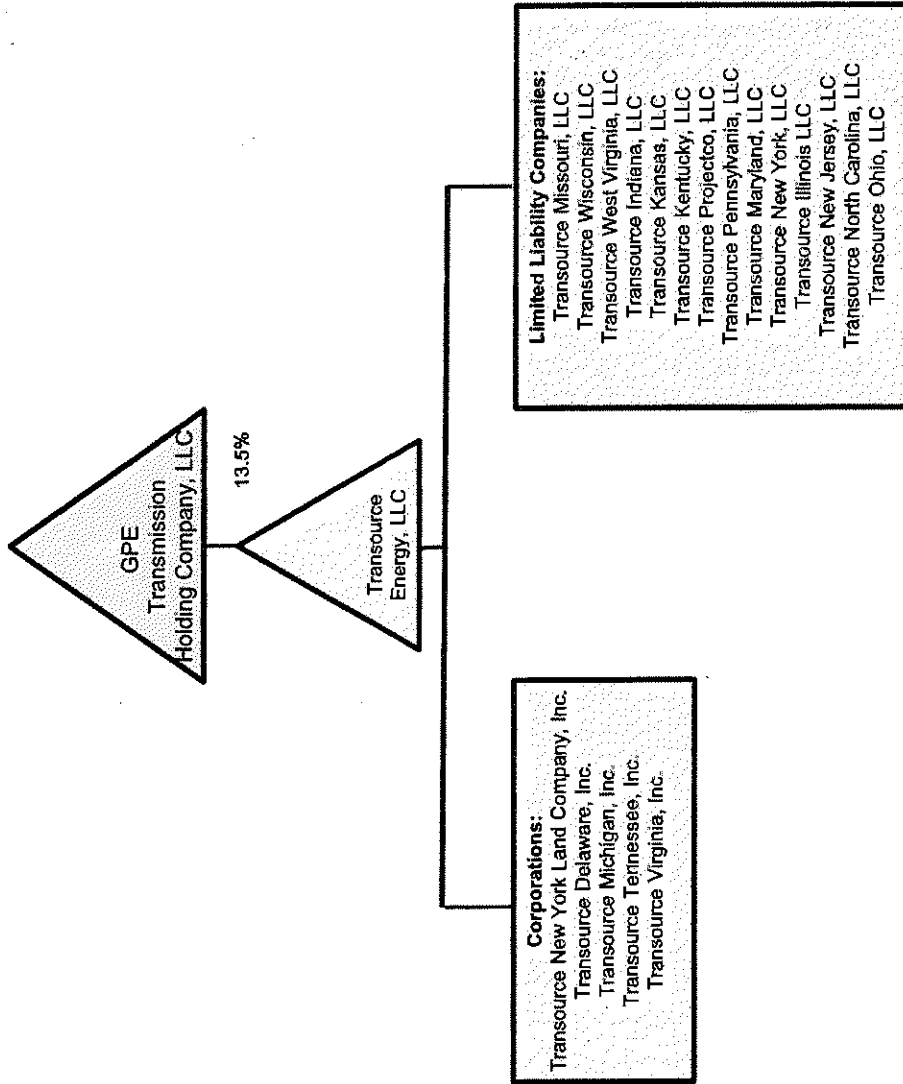 GPE
Transmission
Holding Company, LLC
13.5%
Transource
Energy, LLC
Corporations:
Transource New York Land Company, Inc.
Transource Delaware, Inc.
Transource Michigan, Inc.
Transource Tennessee, Inc.
Transource Virginia, Inc.
Limited Liability Companies:
Transource Missouri, LLC
Transource Wisconsin, LLC
Transource West Virginia, LLC
Transource Indiana, LLC
Transource Kansas, LLC
Transource Kentucky, LLC
Transource Projectco, LLC
Transource Pennsylvania, LLC
Transource Maryland, LLC
Transource New York, LLC
Transource Illinois LLC
Transource New Jersey, LLC
Transource North Carolina, LLC
Transource Ohio, LLC